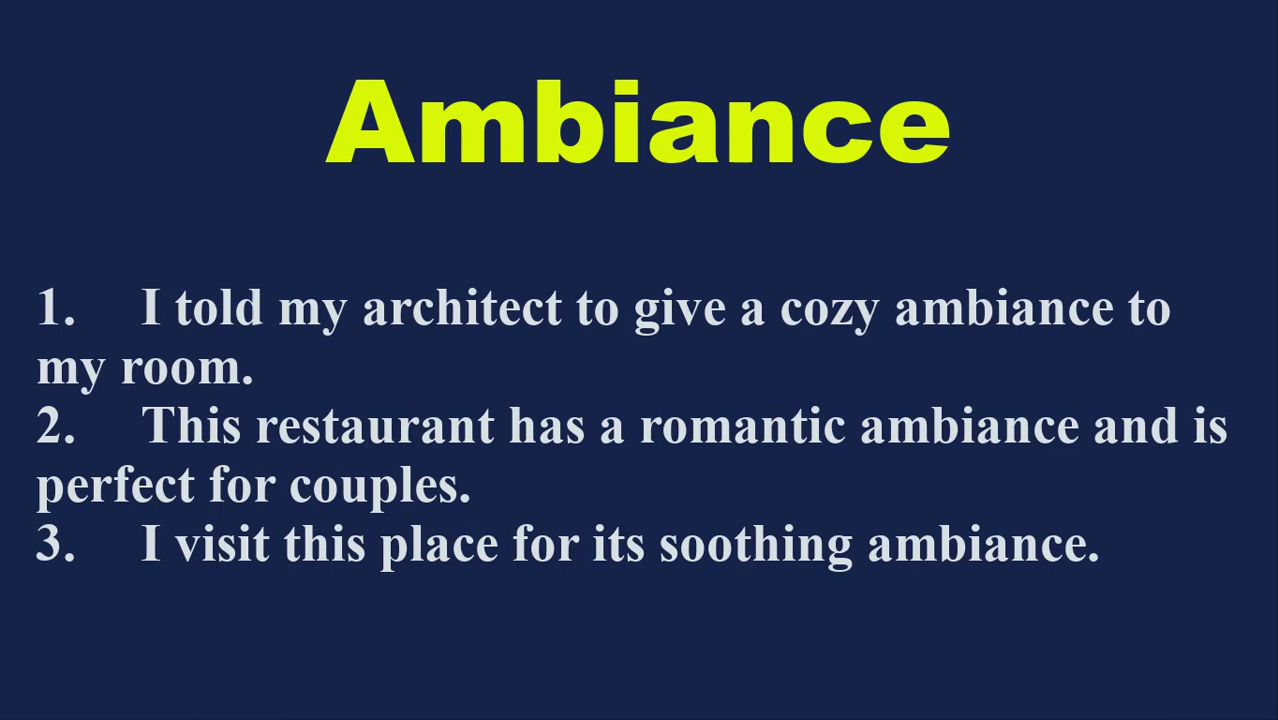 Ambiance
1. I told my architect to give a cozy ambiance to
my room.
2. This restaurant has a romantic ambiance and is
perfect for couples.
3. I visit this place for its soothing ambiance.